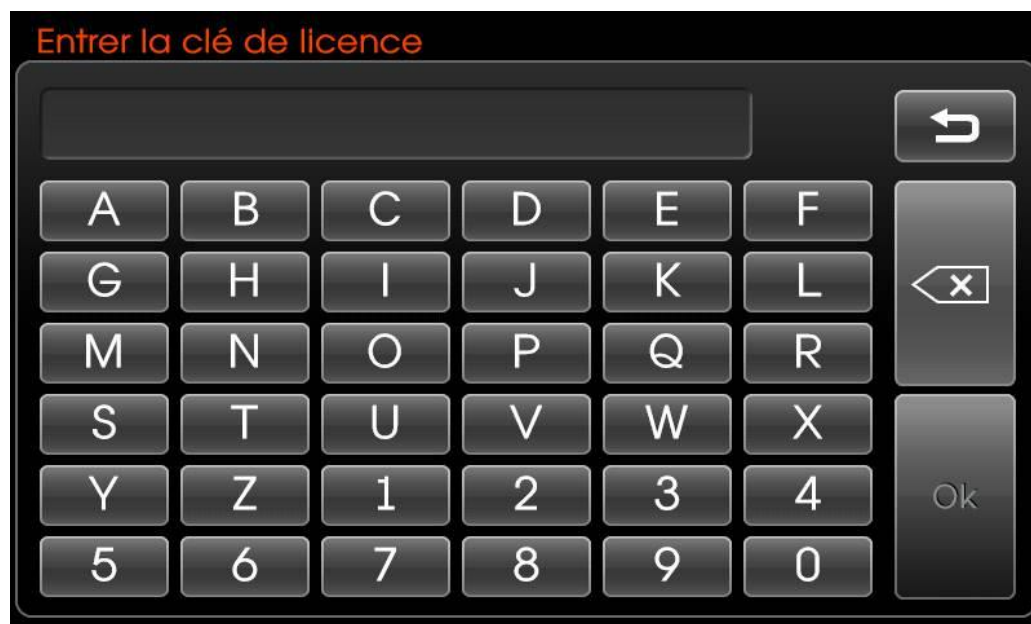 Entrer la clé de licence
A B C D E F
G H I J K L
M N O P Q R
S T U V W X
Y Z 1 2 3 4
Ok
5 6 7 8 9 0